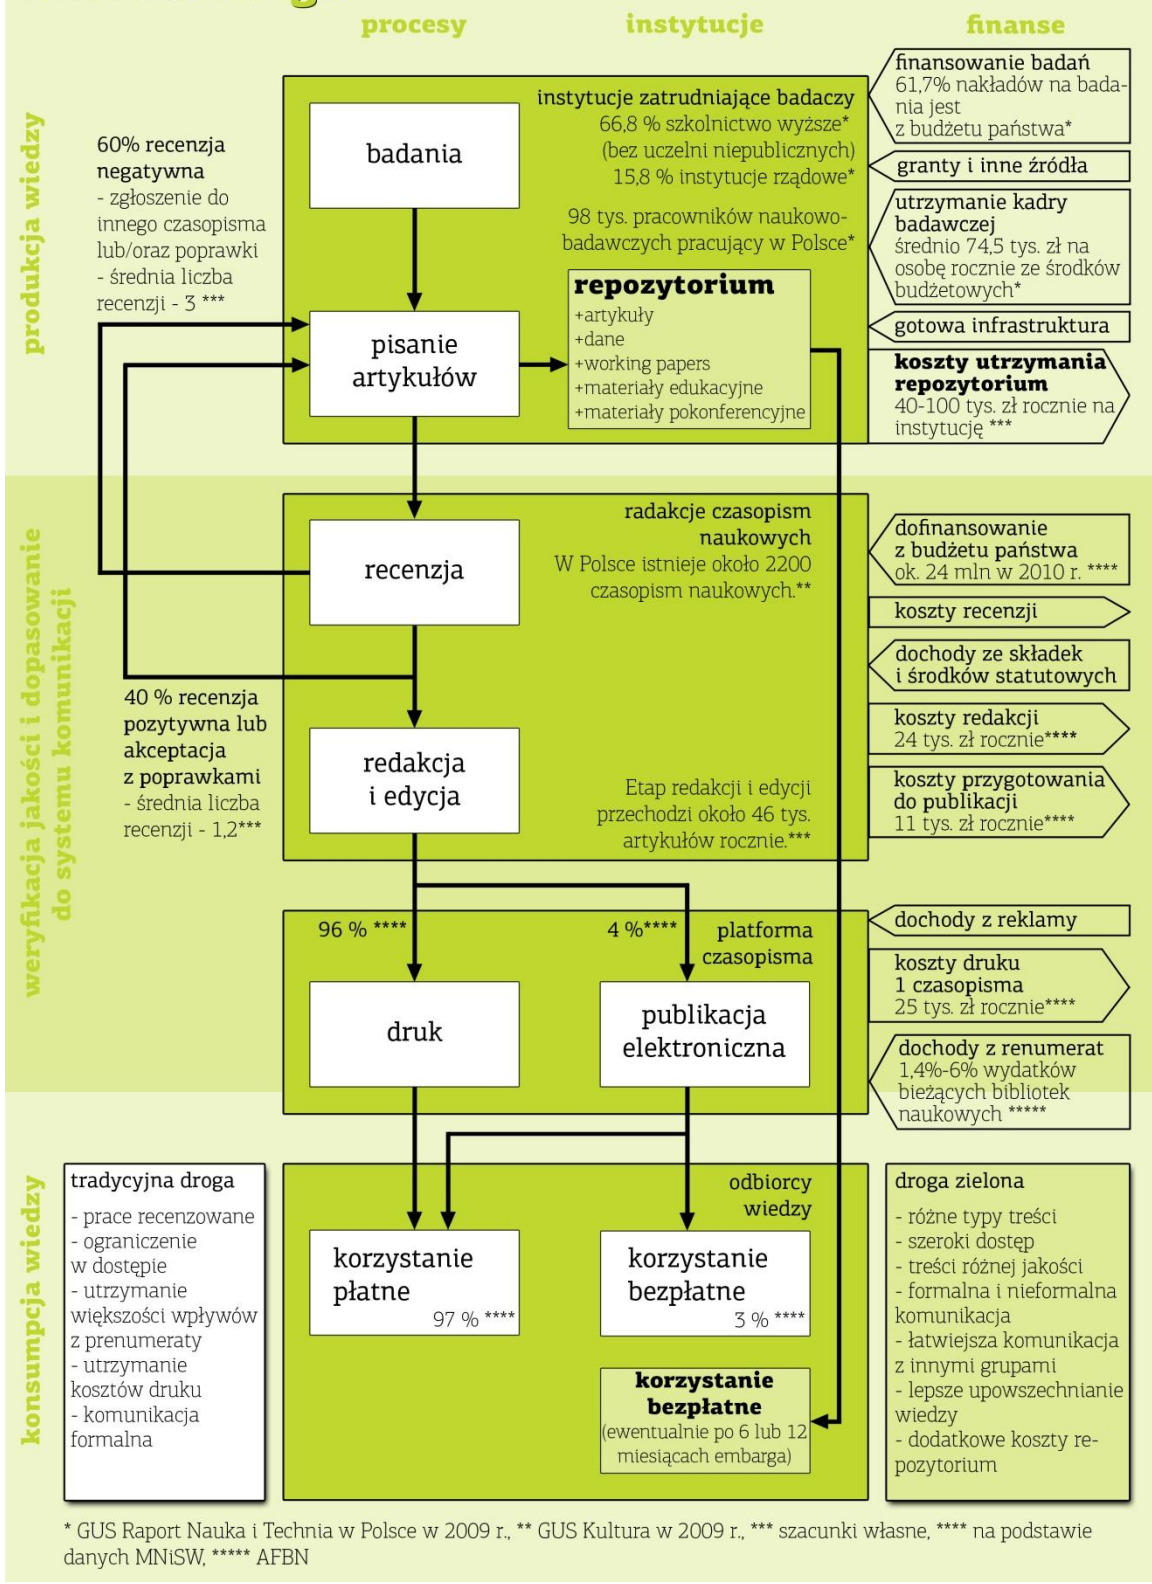 procesy
instytucje
finanse
produkcja wiedzy
60% recenzja
negatywna
- zgłoszenie do
innego czasopisma
lub/oraz poprawki
- średnia liczba
recenzji - 3 ***
badania
pisanie
artykułów
instytucje zatrudniające badaczy
66,8 % szkolnictwo wyższe*
(bez uczelni niepublicznych)
15,8 % instytucje rządowe*
98 tys. pracowników naukowo-
badawczych pracujący w Polsce*
repozytorium
+artykuły
+dane
+working papers
+materiały edukacyjne
+materiały pokonferencyjne
finansowanie badań
61,7% nakładów na bada-
nia jest
z budżetu państwa*
granty i inne źródła
utrzymanie kadry
badawczej
średnio 74,5 tys. zł na
osobę rocznie ze środków
budżetowych*
gotowa infrastruktura
koszty utrzymania
repozytorium
40-100 tys. zł rocznie na
instytucję ***
weryfikacja jakości i dopasowanie
do systemu komunikacji
recenzja
radakcje czasopism
naukowych
W Polsce istnieje około 2200
czasopism naukowych.**
40 % recenzja
pozytywna lub
akceptacja
z poprawkami
- średnia liczba
recenzji - 1,2***
redakcja
i edycja
Etap redakcji i edycji
przechodzi około 46 tys.
artykułów rocznie.***
dofinansowanie
z budżetu państwa
ok. 24 mln w 2010 r. ****
koszty recenzji
dochody ze składek
i środków statutowych
koszty redakcji
24 tys. zł rocznie****
koszty przygotowania
do publikacji
11 tys. zł rocznie****
96 % ****
4 %****
platforma
czasopisma
druk
publikacja
elektroniczna
dochody z reklamy
koszty druku
1 czasopisma
25 tys. zł rocznie****
dochody z renumerat
1,4%-6% wydatków
bieżących bibliotek
naukowych *****
konsumpcja wiedzy
tradycyjna droga
- prace recenzowane
- ograniczenie
w dostępie
- utrzymanie
większości wpływów
z prenumeraty
- utrzymanie
kosztów druku
- komunikacja
formalna
odbiorcy
wiedzy
korzystanie
płatne
97 % ****
korzystanie
bezpłatne
3 % ****
korzystanie
bezpłatne
(ewentualnie po 6 lub 12
miesiącach embarga)
droga zielona
- różne typy treści
- szeroki dostęp
- treści różnej jakości
- formalna i nieformalna
komunikacja
- łatwiejsza komunikacja
z innymi grupami
- lepsze upowszechnianie
wiedzy
- dodatkowe koszty re-
pozytorium
* GUS Raport Nauka i Technia w Polsce w 2009 r., ** GUS Kultura w 2009 r., *** szacunki własne, **** na podstawie
danych MNiSW, ***** AFBN